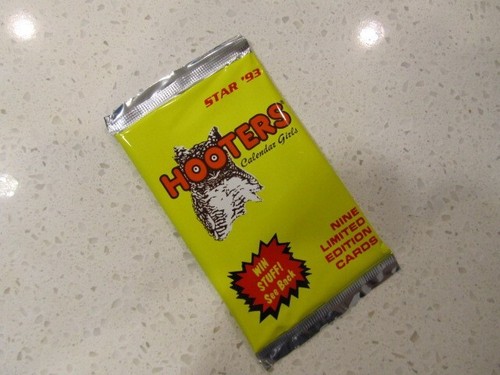 STAR '93
HOOTERS®
Calendar Girls
NINE
LIMITED
EDITION
CARDS
WIN
STUFF!
See Back